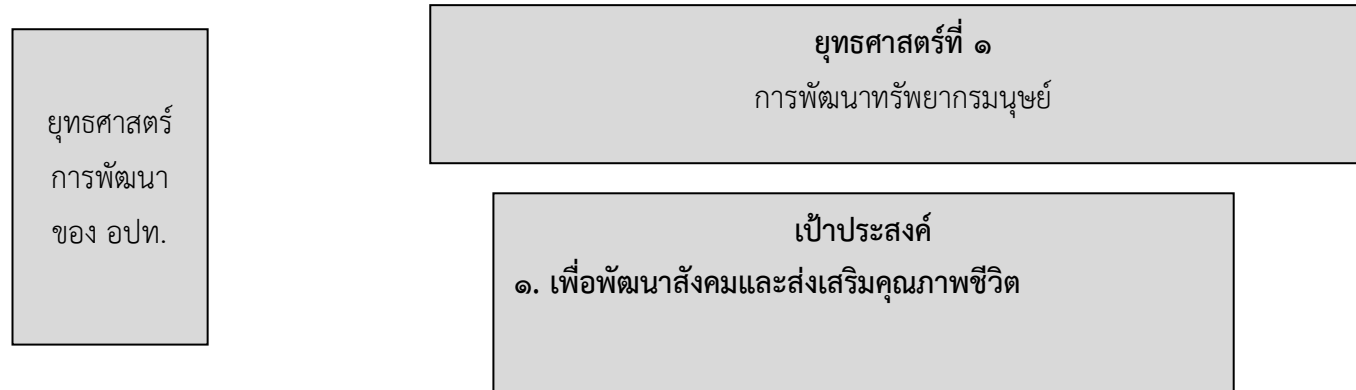 ยุทธศาสตร์
การพัฒนา
ของ อปท.
ยุทธศาสตร์ที่ ๑
การพัฒนาทรัพยากรมนุษย์
เป้าประสงค์
๑. เพื่อพัฒนาสังคมและส่งเสริมคุณภาพชีวิต